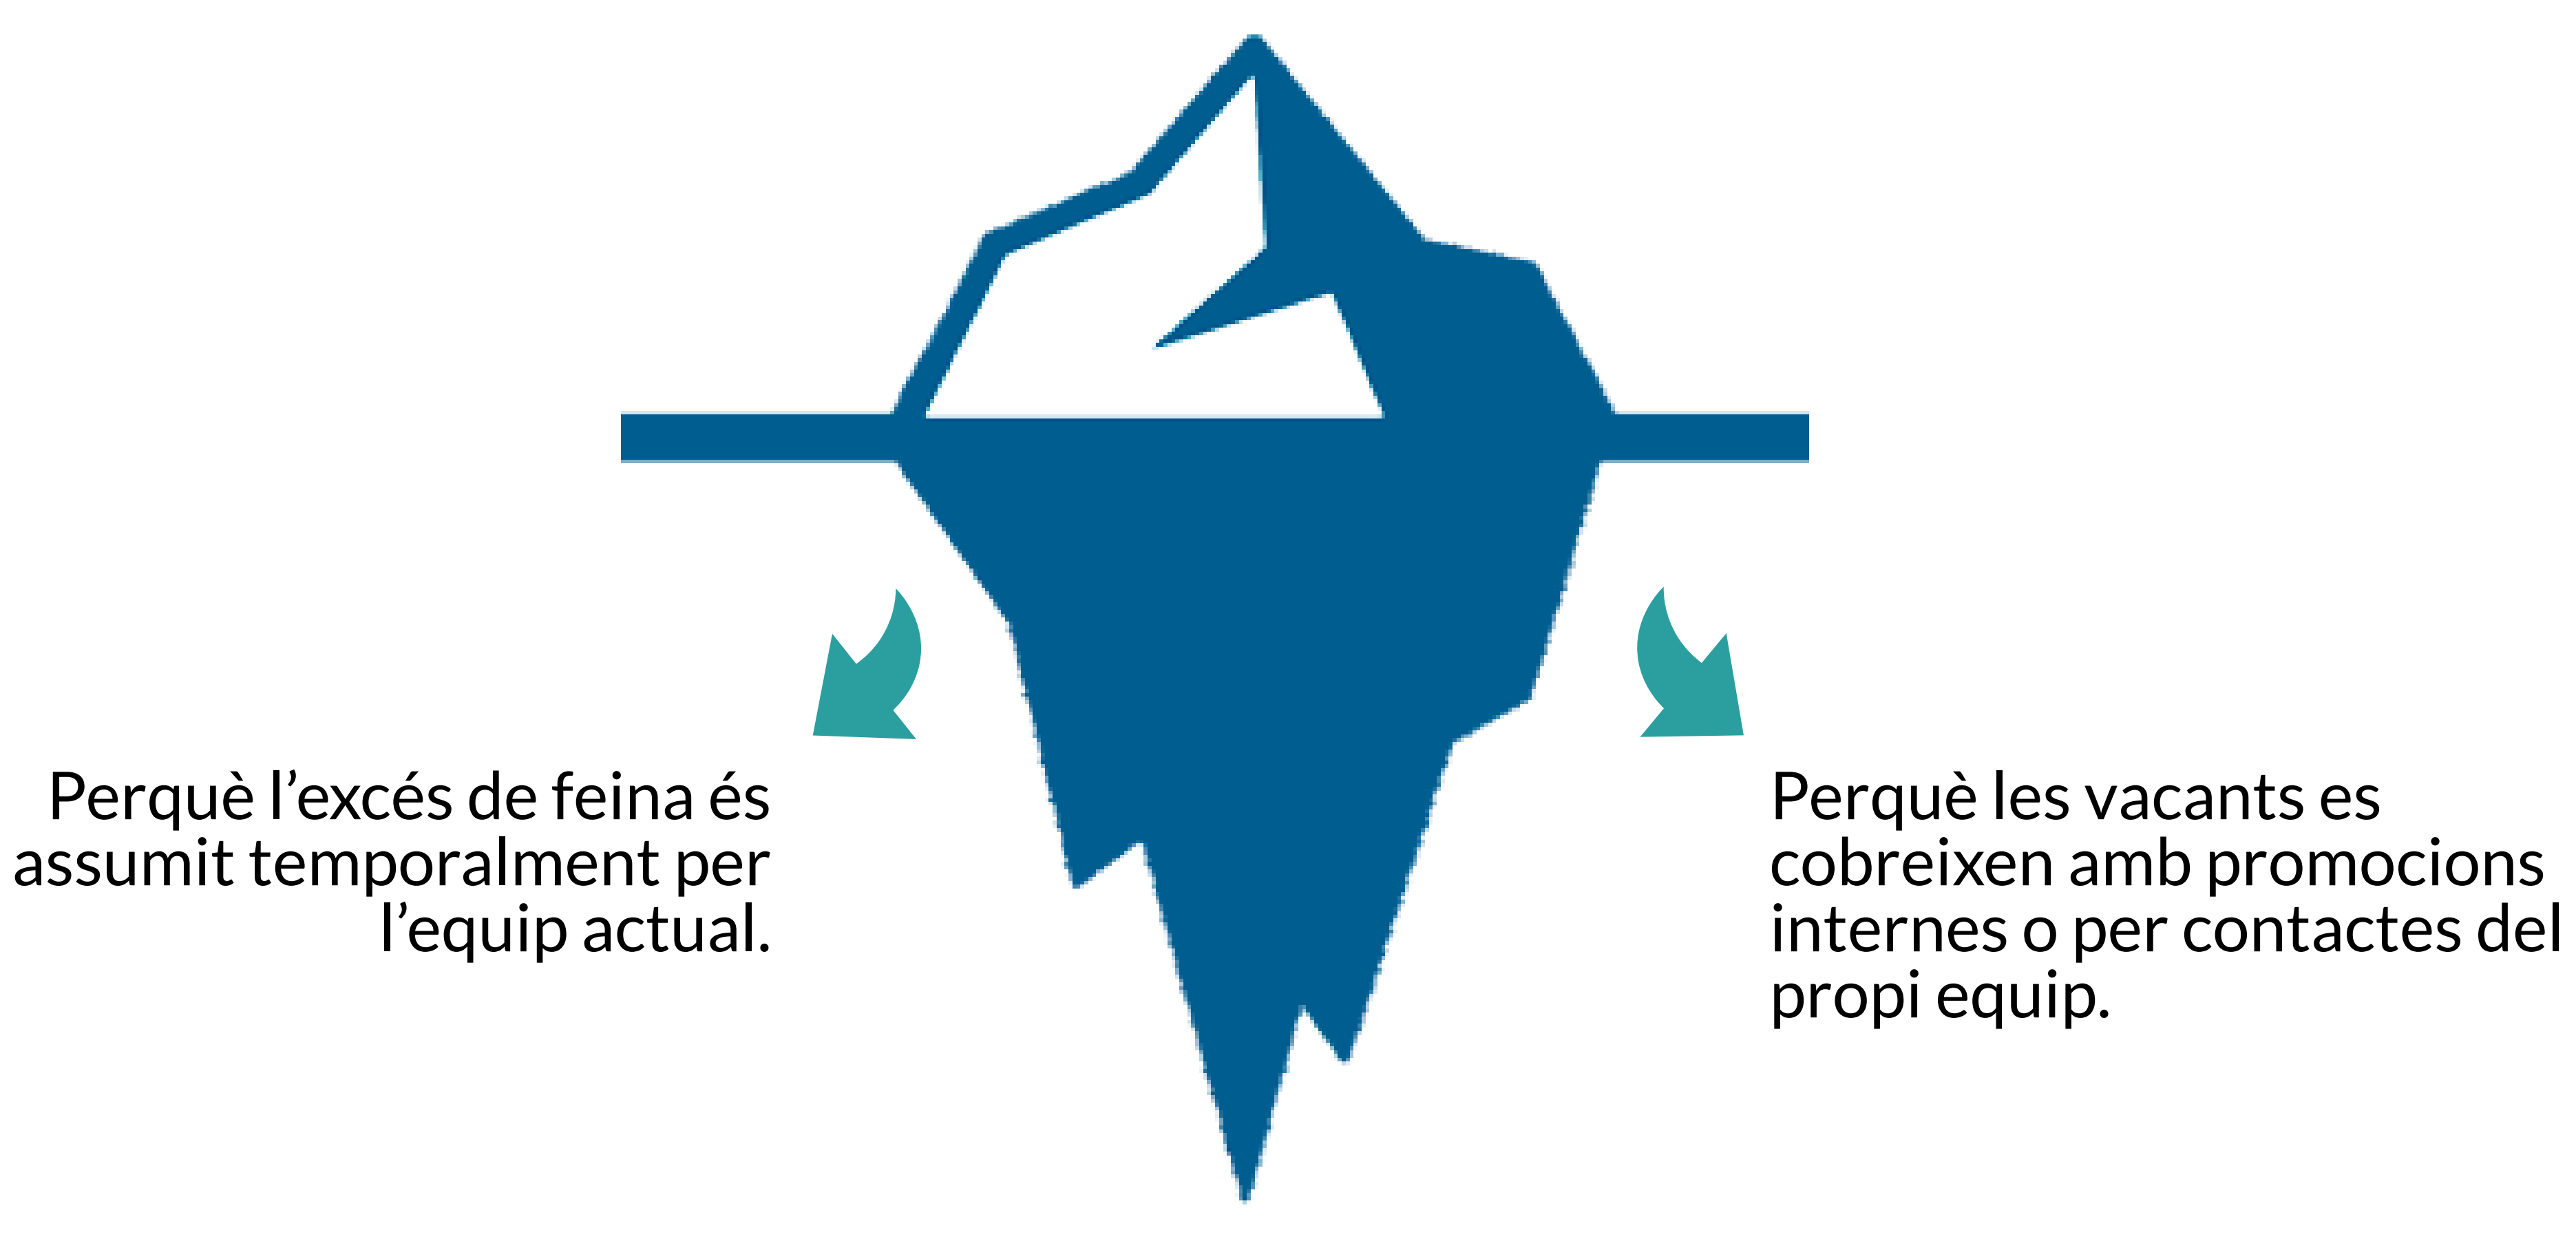 Perquè l’excés de feina és
assumit temporalment per
l’equip actual.
Perquè les vacants es
cobreixen amb promocions
internes o per contactes del
propi equip.